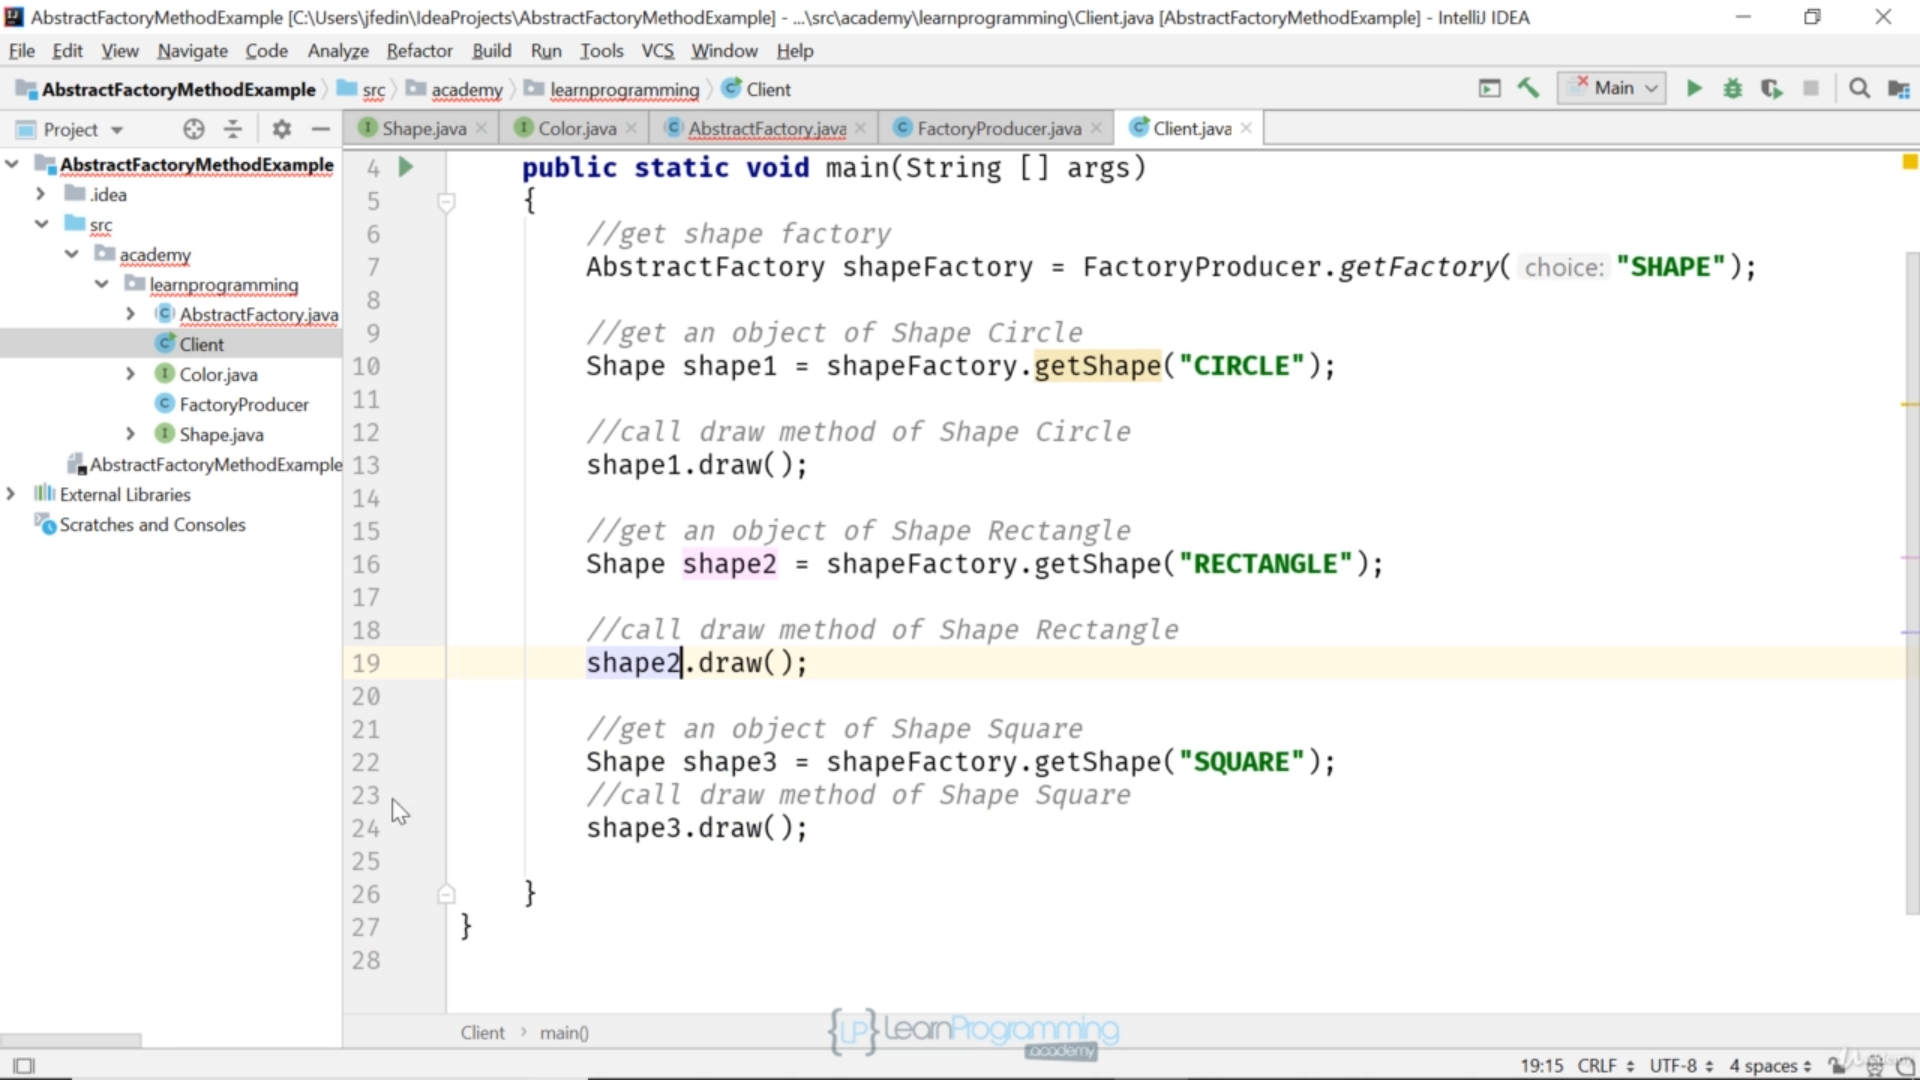 AbstractFactoryMethodExample [C:\Users\jfedin\IdeaProjects\AbstractFactoryMethodExample] - ...\src\academy\learnprogramming\Client.java [AbstractFactoryMethodExample] - IntelliJ IDEA
File Edit View Navigate Code Analyze Refactor Build Run Tools VCS Window Help
AbstractFactoryMethodExample src academy learnprogramming Client Main
Project Shape.java Color.java AbstractFactory.java FactoryProducer.java Client.java
AbstractFactoryMethodExample
.idea
src
academy
learnprogramming
AbstractFactory.java
Client
Color.java
FactoryProducer
Shape.java
AbstractFactoryMethodExample
External Libraries
Scratches and Consoles
4 public static void main(String [] args)
5 {
6 //get shape factory
7 AbstractFactory shapeFactory = FactoryProducer.getFactory( choice: "SHAPE");
8
9 //get an object of Shape Circle
10 Shape shape1 = shapeFactory.getShape("CIRCLE");
11
12 //call draw method of Shape Circle
13 shape1.draw();
14
15 //get an object of Shape Rectangle
16 Shape shape2 = shapeFactory.getShape("RECTANGLE");
17
18 //call draw method of Shape Rectangle
19 shape2.draw();
20
21 //get an object of Shape Square
22 Shape shape3 = shapeFactory.getShape("SQUARE");
23 //call draw method of Shape Square
24 shape3.draw();
25
26 }
27 }
28
Client main()
{LP} LearnProgramming
academy
19:15 CRLF UTF-8 4 spaces